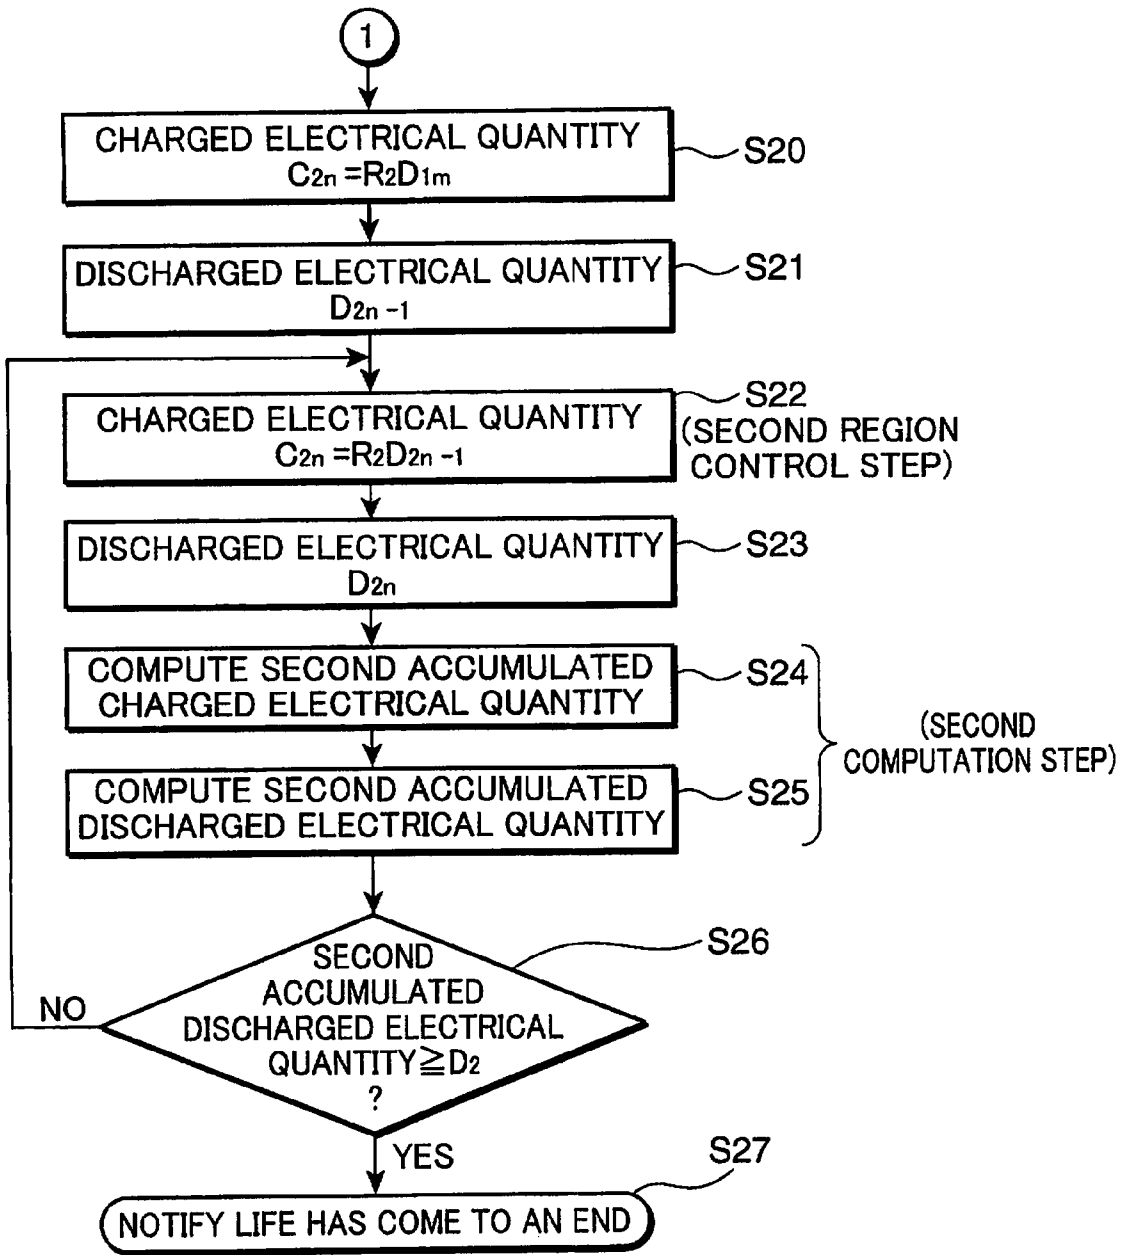 1
CHARGED ELECTRICAL QUANTITY
C2n=R2D1m
S20
DISCHARGED ELECTRICAL QUANTITY
D2n-1
S21
CHARGED ELECTRICAL QUANTITY
C2n=R2D2n-1
S22
(SECOND REGION
CONTROL STEP)
DISCHARGED ELECTRICAL QUANTITY
D2n
S23
COMPUTE SECOND ACCUMULATED
CHARGED ELECTRICAL QUANTITY
S24
COMPUTE SECOND ACCUMULATED
DISCHARGED ELECTRICAL QUANTITY
S25
(SECOND
COMPUTATION STEP)
SECOND
ACCUMULATED
DISCHARGED ELECTRICAL
QUANTITY≧D2
?
S26
NO
YES
NOTIFY LIFE HAS COME TO AN END
S27